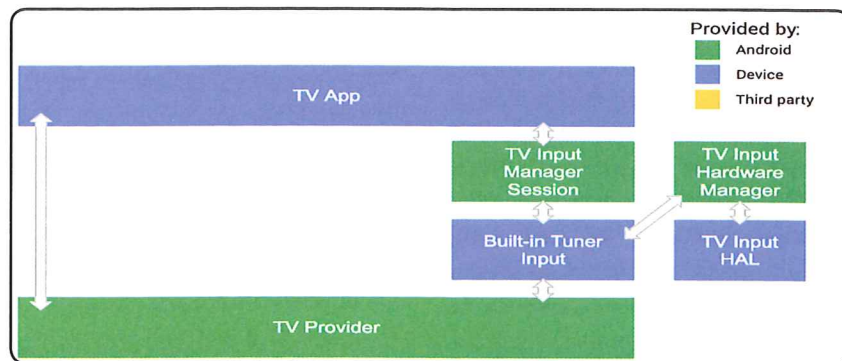 Provided by:
Android
Device
Third party
TV App
TV Input
Manager
Session
TV Input
Hardware
Manager
Built-in Tuner
Input
TV Input
HAL
TV Provider